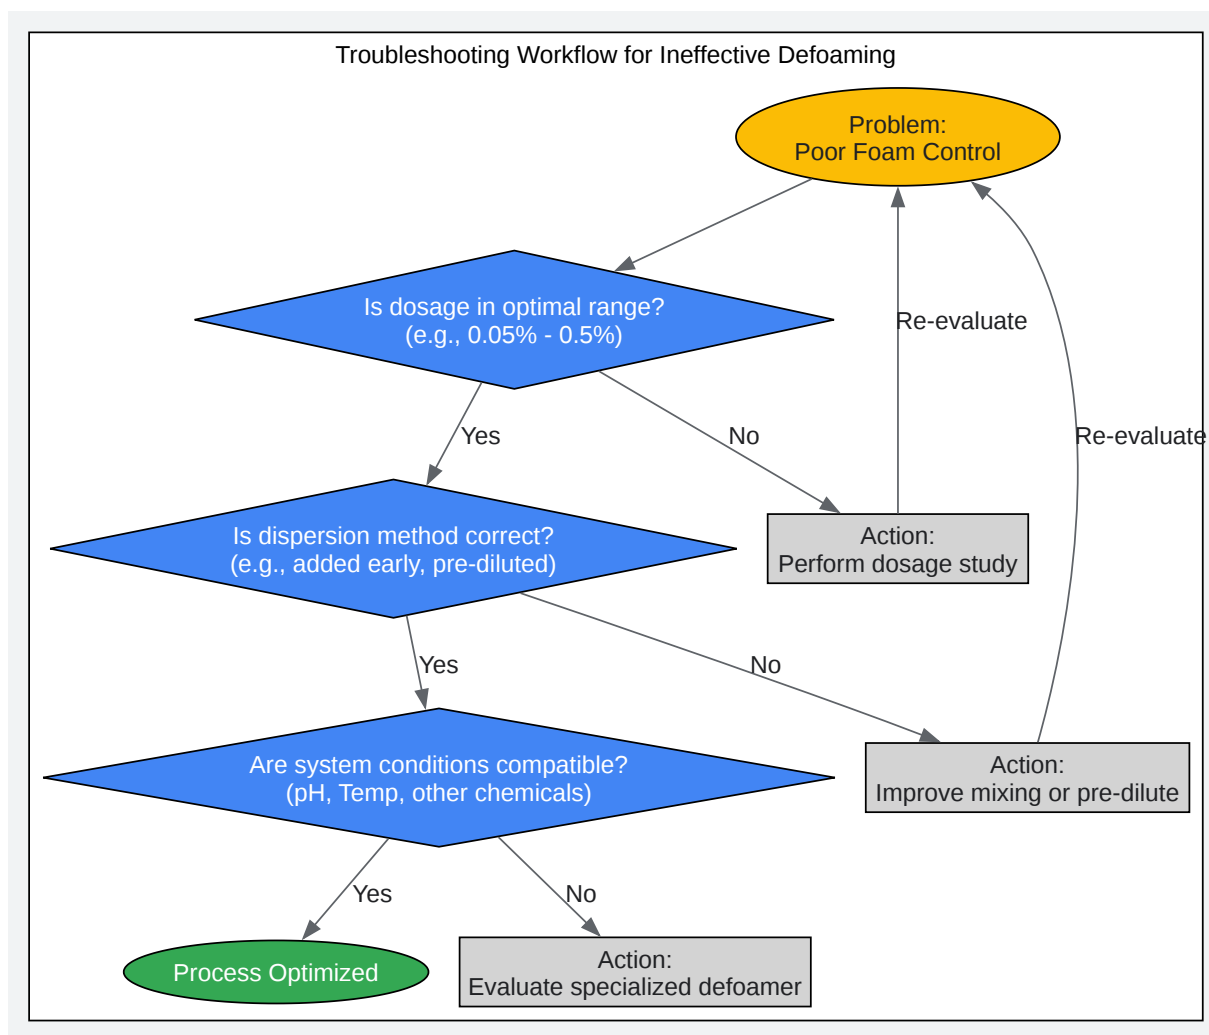 Troubleshooting Workflow for Ineffective Defoaming
Problem:
Poor Foam Control
Is dosage in optimal range?
(e.g., 0.05% - 0.5%)
Re-evaluate
Yes
No
Re-evaluate
Is dispersion method correct?
(e.g., added early, pre-diluted)
Action:
Perform dosage study
Yes
No
Are system conditions compatible?
(pH, Temp, other chemicals)
Action:
Improve mixing or pre-dilute
Yes
No
Process Optimized
Action:
Evaluate specialized defoamer